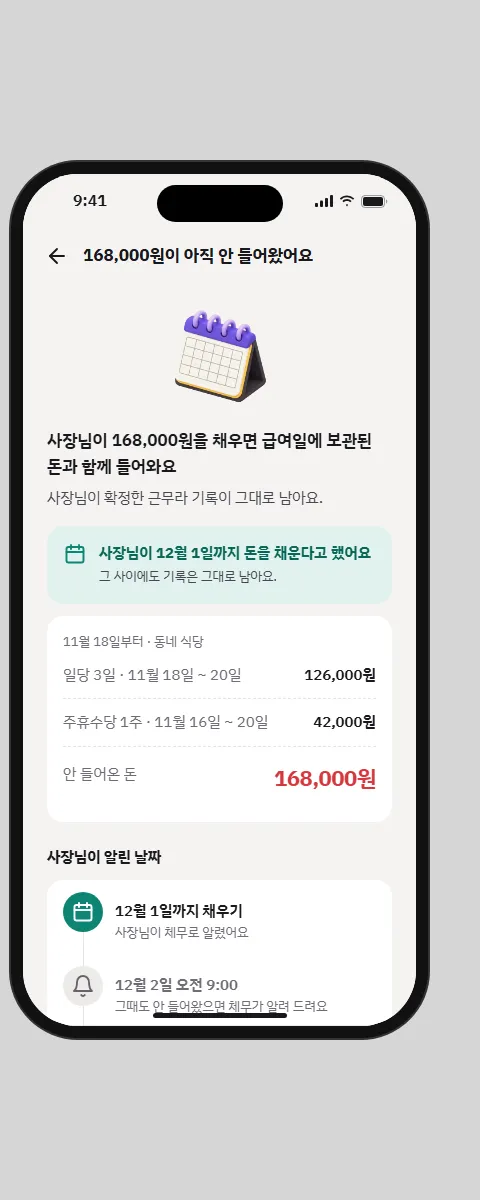 9:41
168,000원이 아직 안 들어왔어요
사장님이 168,000원을 채우면 급여일에 보관된
돈과 함께 들어와요
사장님이 확정한 근무라 기록이 그대로 남아요.
사장님이 12월 1일까지 돈을 채운다고 했어요
그 사이에도 기록은 그대로 남아요.
11월 18일부터 · 동네 식당
일당 3일 · 11월 18일 ~ 20일 126,000원
주휴수당 1주 · 11월 16일 ~ 20일 42,000원
안 들어온 돈 168,000원
사장님이 알린 날짜
12월 1일까지 채우기
사장님이 체무로 알렸어요
12월 2일 오전 9:00
그때도 안 들어왔으면 체무가 알려 드려요